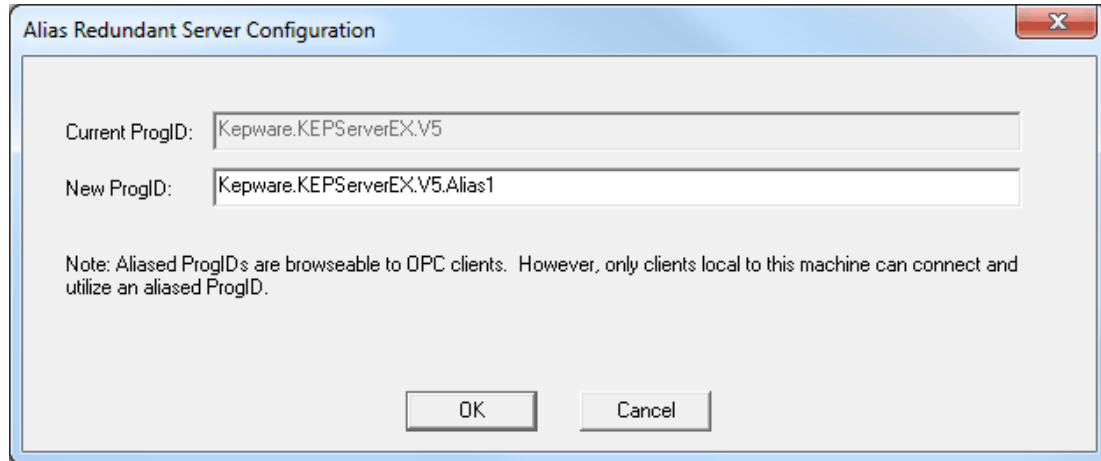 Alias Redundant Server Configuration
Current ProgID: Kepware.KEPServerEX.V5
New ProgID: Kepware.KEPServerEX.V5.Alias1
Note: Aliased ProgIDs are browseable to OPC clients.  However, only clients local to this machine can connect and
utilize an aliased ProgID.
OK Cancel